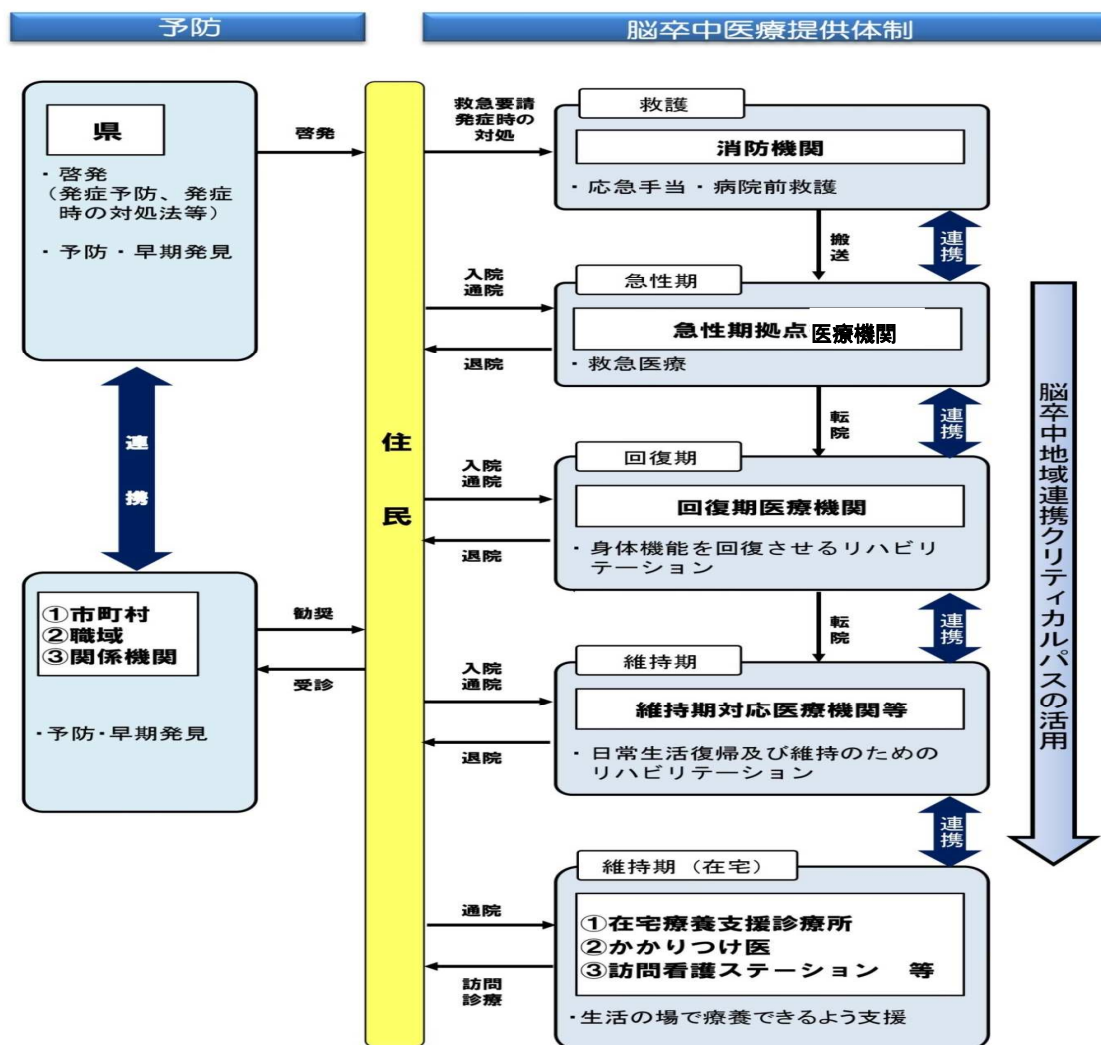 予防
脳卒中医療提供体制
県
・啓発
(発症予防、発症
時の対処法等)
・予防・早期発見
啓発
連
携
①市町村
②職域
③関係機関
・予防・早期発見
勧奨
受診
住
民
救急要請
発症時の
対処
救護
消防機関
・応急手当・病院前救護
搬
送
連
携
入院
通院
退院
急性期
急性期拠点医療機関
・救急医療
転
院
連
携
入院
通院
退院
回復期
回復期医療機関
・身体機能を回復させるリハビリ
テーション
転
院
連
携
入院
通院
退院
維持期
維持期対応医療機関等
・日常生活復帰及び維持のための
リハビリテーション
連
携
通院
訪問
診療
維持期(在宅)
①在宅療養支援診療所
②かかりつけ医
③訪問看護ステーション 等
・生活の場で療養できるよう支援
脳卒中地域連携クリティカルパスの活用